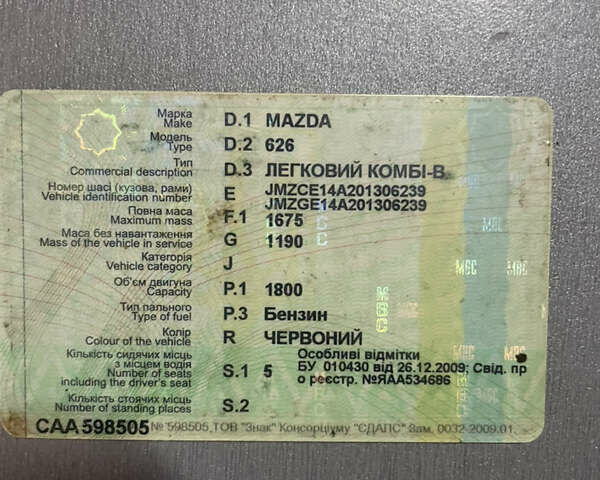 Марка D.1 MAZDA
Make
Модель D.2 626
Type
Тип D.3 ЛЕГКОВИЙ КОМБІ-В
Commercial description
Номер шасі (кузова, рами) E JMZCE14A201306239
Vehicle identification number JMZGE14A201306239
Повна маса F.1 1675
Maximum mass
Маса без навантаження G 1190
Mass of the vehicle in service
Категорія J
Vehicle category
Об'єм двигуна P.1 1800
Capacity
Тип пального P.3 Бензин
Type of fuel
Колір R ЧЕРВОНИЙ
Colour of the vehicle
Кількість сидячих місць Особливі відмітки
з місцем водія S.1 5 БУ 010430 від 26.12.2009; Свід. пр
Number of seats о реєстр. №ЯАА534686
including the driver's seat
Кількість стоячих місць S.2
Number of standing places
САА 598505 № 598505, ТОВ "Знак" Консорціуму "ЄДАПС" Зам. 0032-2009.01.